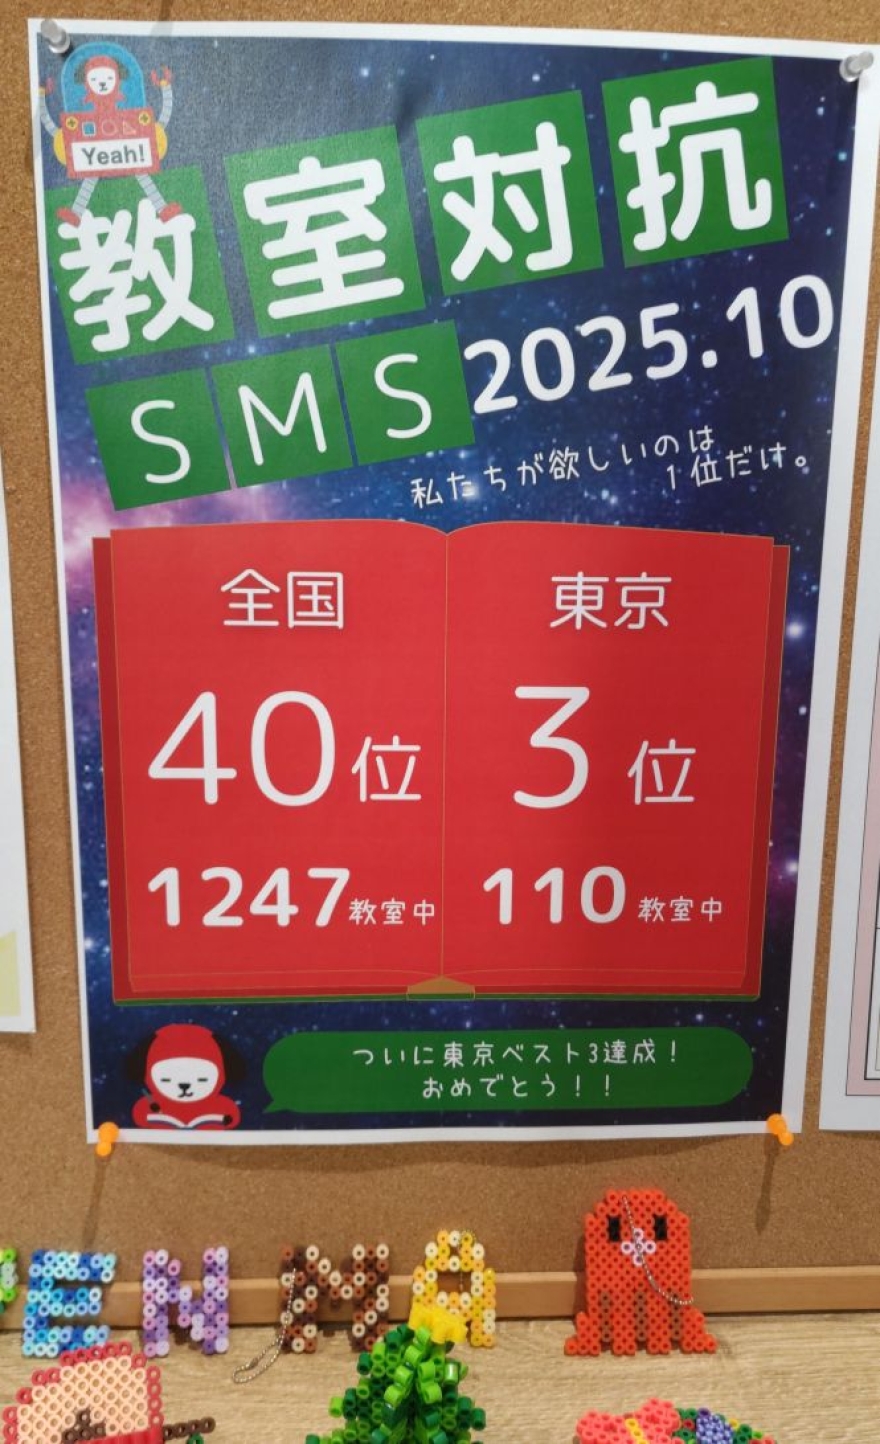 Yeah!
教室対抗
SMS 2025.10
私たちが欲しいのは
1位だけ。
全国
40位
1247教室中
東京
3位
110教室中
ついに東京ベスト3達成！
おめでとう！！
PEN MA